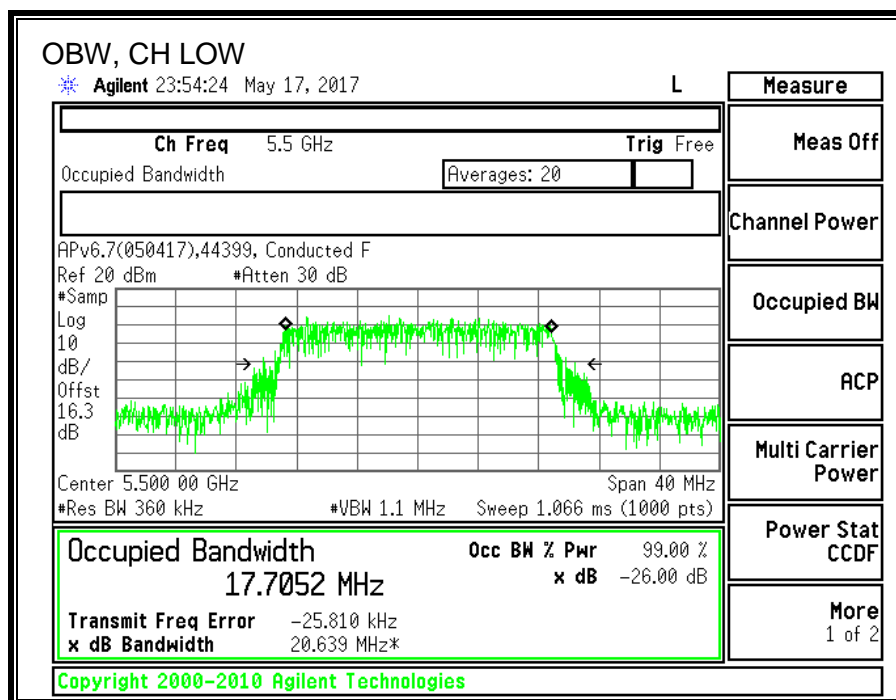 OBW, CH LOW
Agilent 23:54:24 May 17, 2017 L
Measure
Ch Freq 5.5 GHz Trig Free
Meas Off
Occupied Bandwidth Averages: 20
Channel Power
APv6.7(050417),44399, Conducted F
Ref 20 dBm #Atten 30 dB
#Samp
Log
10
dB/
Offst
16.3
dB
Occupied BW
ACP
Center 5.500 00 GHz Span 40 MHz
#Res BW 360 kHz #VBW 1.1 MHz Sweep 1.066 ms (1000 pts)
Multi Carrier
Power
Occupied Bandwidth Occ BW % Pwr 99.00 %
17.7052 MHz x dB -26.00 dB
Power Stat
CCDF
Transmit Freq Error -25.810 kHz
x dB Bandwidth 20.639 MHz*
More
1 of 2
Copyright 2000-2010 Agilent Technologies